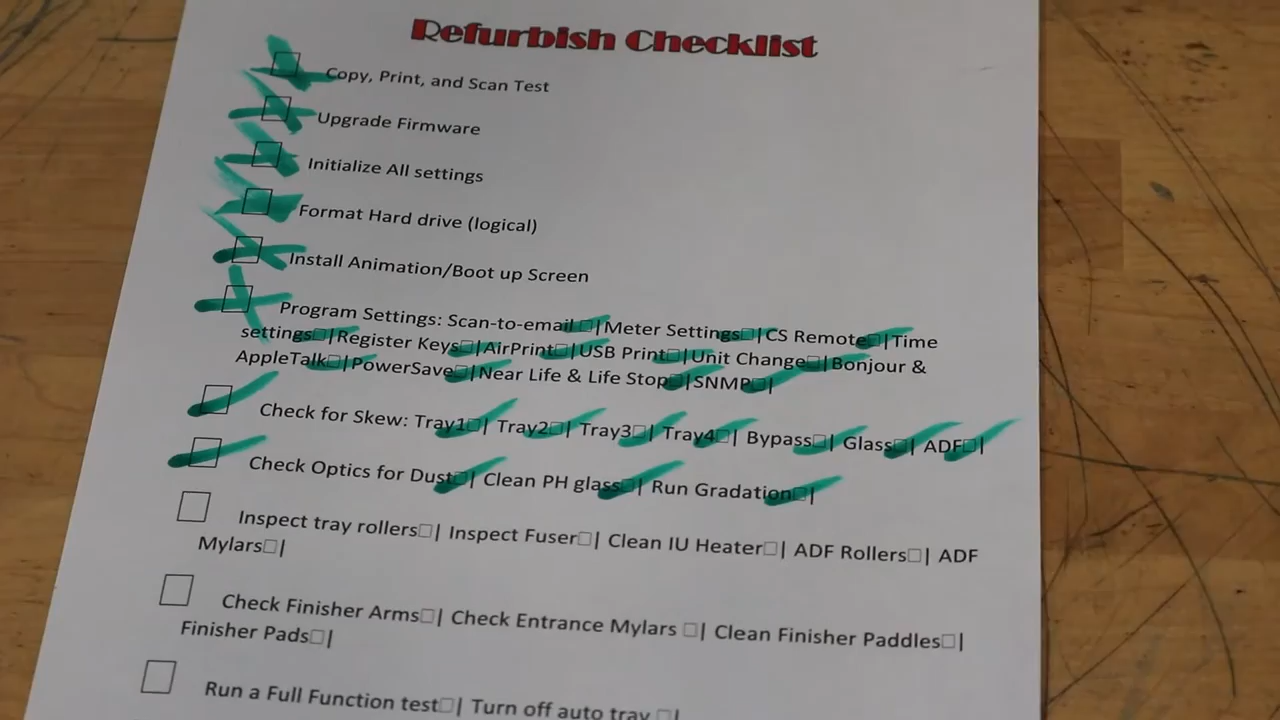 Refurbish Checklist
☐ Copy, Print, and Scan Test
☐ Upgrade Firmware
☐ Initialize All settings
☐ Format Hard drive (logical)
☐ Install Animation/Boot up Screen
☐ Program Settings: Scan-to-email☐|Meter Settings☐|CS Remote☐|Time
settings☐|Register Keys☐|AirPrint☐|USB Print☐|Unit Change☐|Bonjour &
AppleTalk☐|PowerSave☐|Near Life & Life Stop☐|SNMP☐|
☐ Check for Skew: Tray1☐| Tray2☐| Tray3☐| Tray4☐| Bypass☐| Glass☐| ADF☐|
☐ Check Optics for Dust☐| Clean PH glass☐| Run Gradation☐|
☐ Inspect tray rollers☐| Inspect Fuser☐| Clean IU Heater☐| ADF Rollers☐| ADF
Mylars☐|
☐ Check Finisher Arms☐| Check Entrance Mylars ☐| Clean Finisher Paddles☐|
Finisher Pads☐|
☐ Run a Full Function test☐| Turn off auto tray ☐|